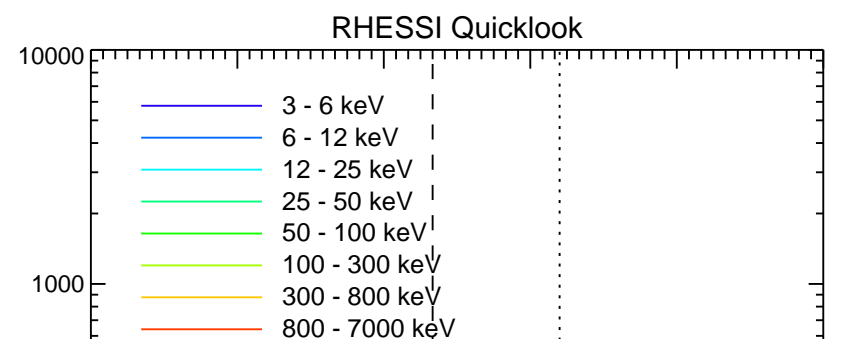 RHESSI Quicklook
10000
3 - 6 keV
6 - 12 keV
12 - 25 keV
25 - 50 keV
50 - 100 keV
100 - 300 keV
1000
300 - 800 keV
800 - 7000 keV